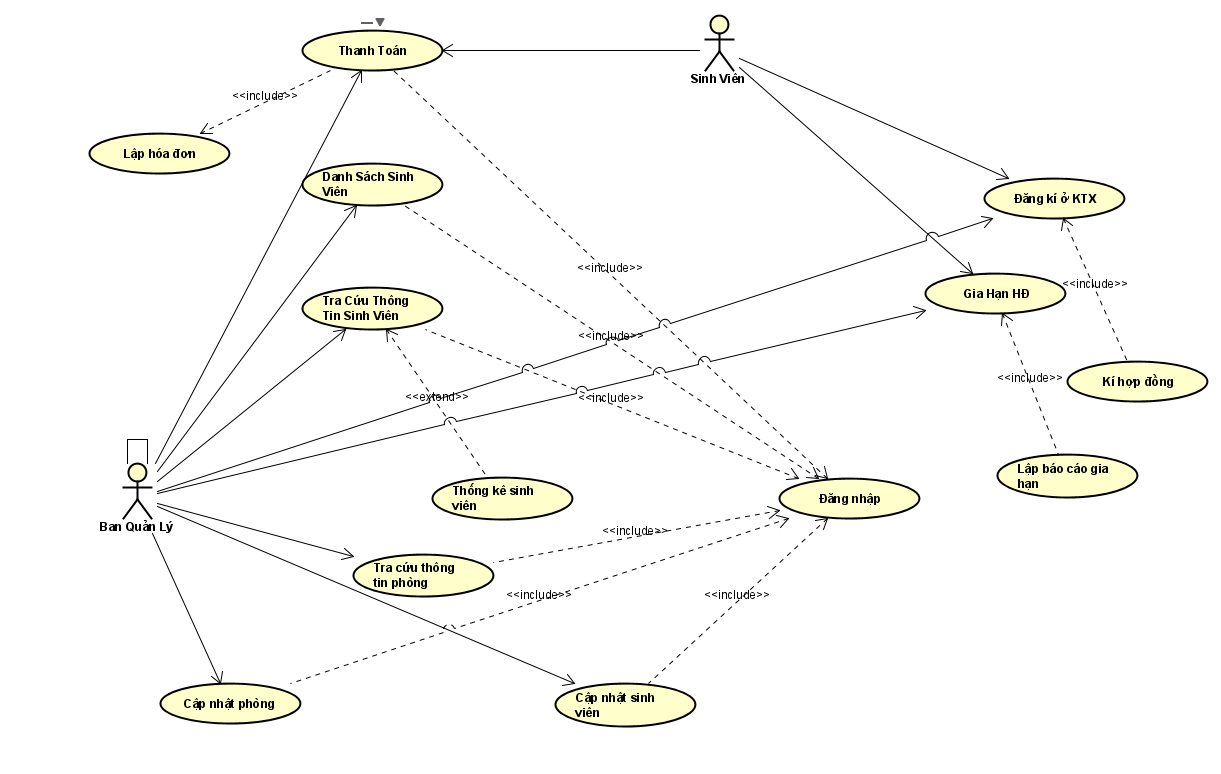 Thanh Toán
Sinh Viên
<<include>>
Lập hóa đơn
Danh Sách Sinh
Viên
Đăng kí ở KTX
<<include>>
<<include>>
Gia Hạn HĐ
Tra Cứu Thông
Tin Sinh Viên
<<include>>
<<include>>
Kí hợp đồng
<<extend>>
<<include>>
Lập báo cáo gia
hạn
Thống kê sinh
viên
Đăng nhập
Ban Quản Lý
<<include>>
Tra cứu thông
tin phòng
<<include>>
<<include>>
Cập nhật phòng
Cập nhật sinh
viên